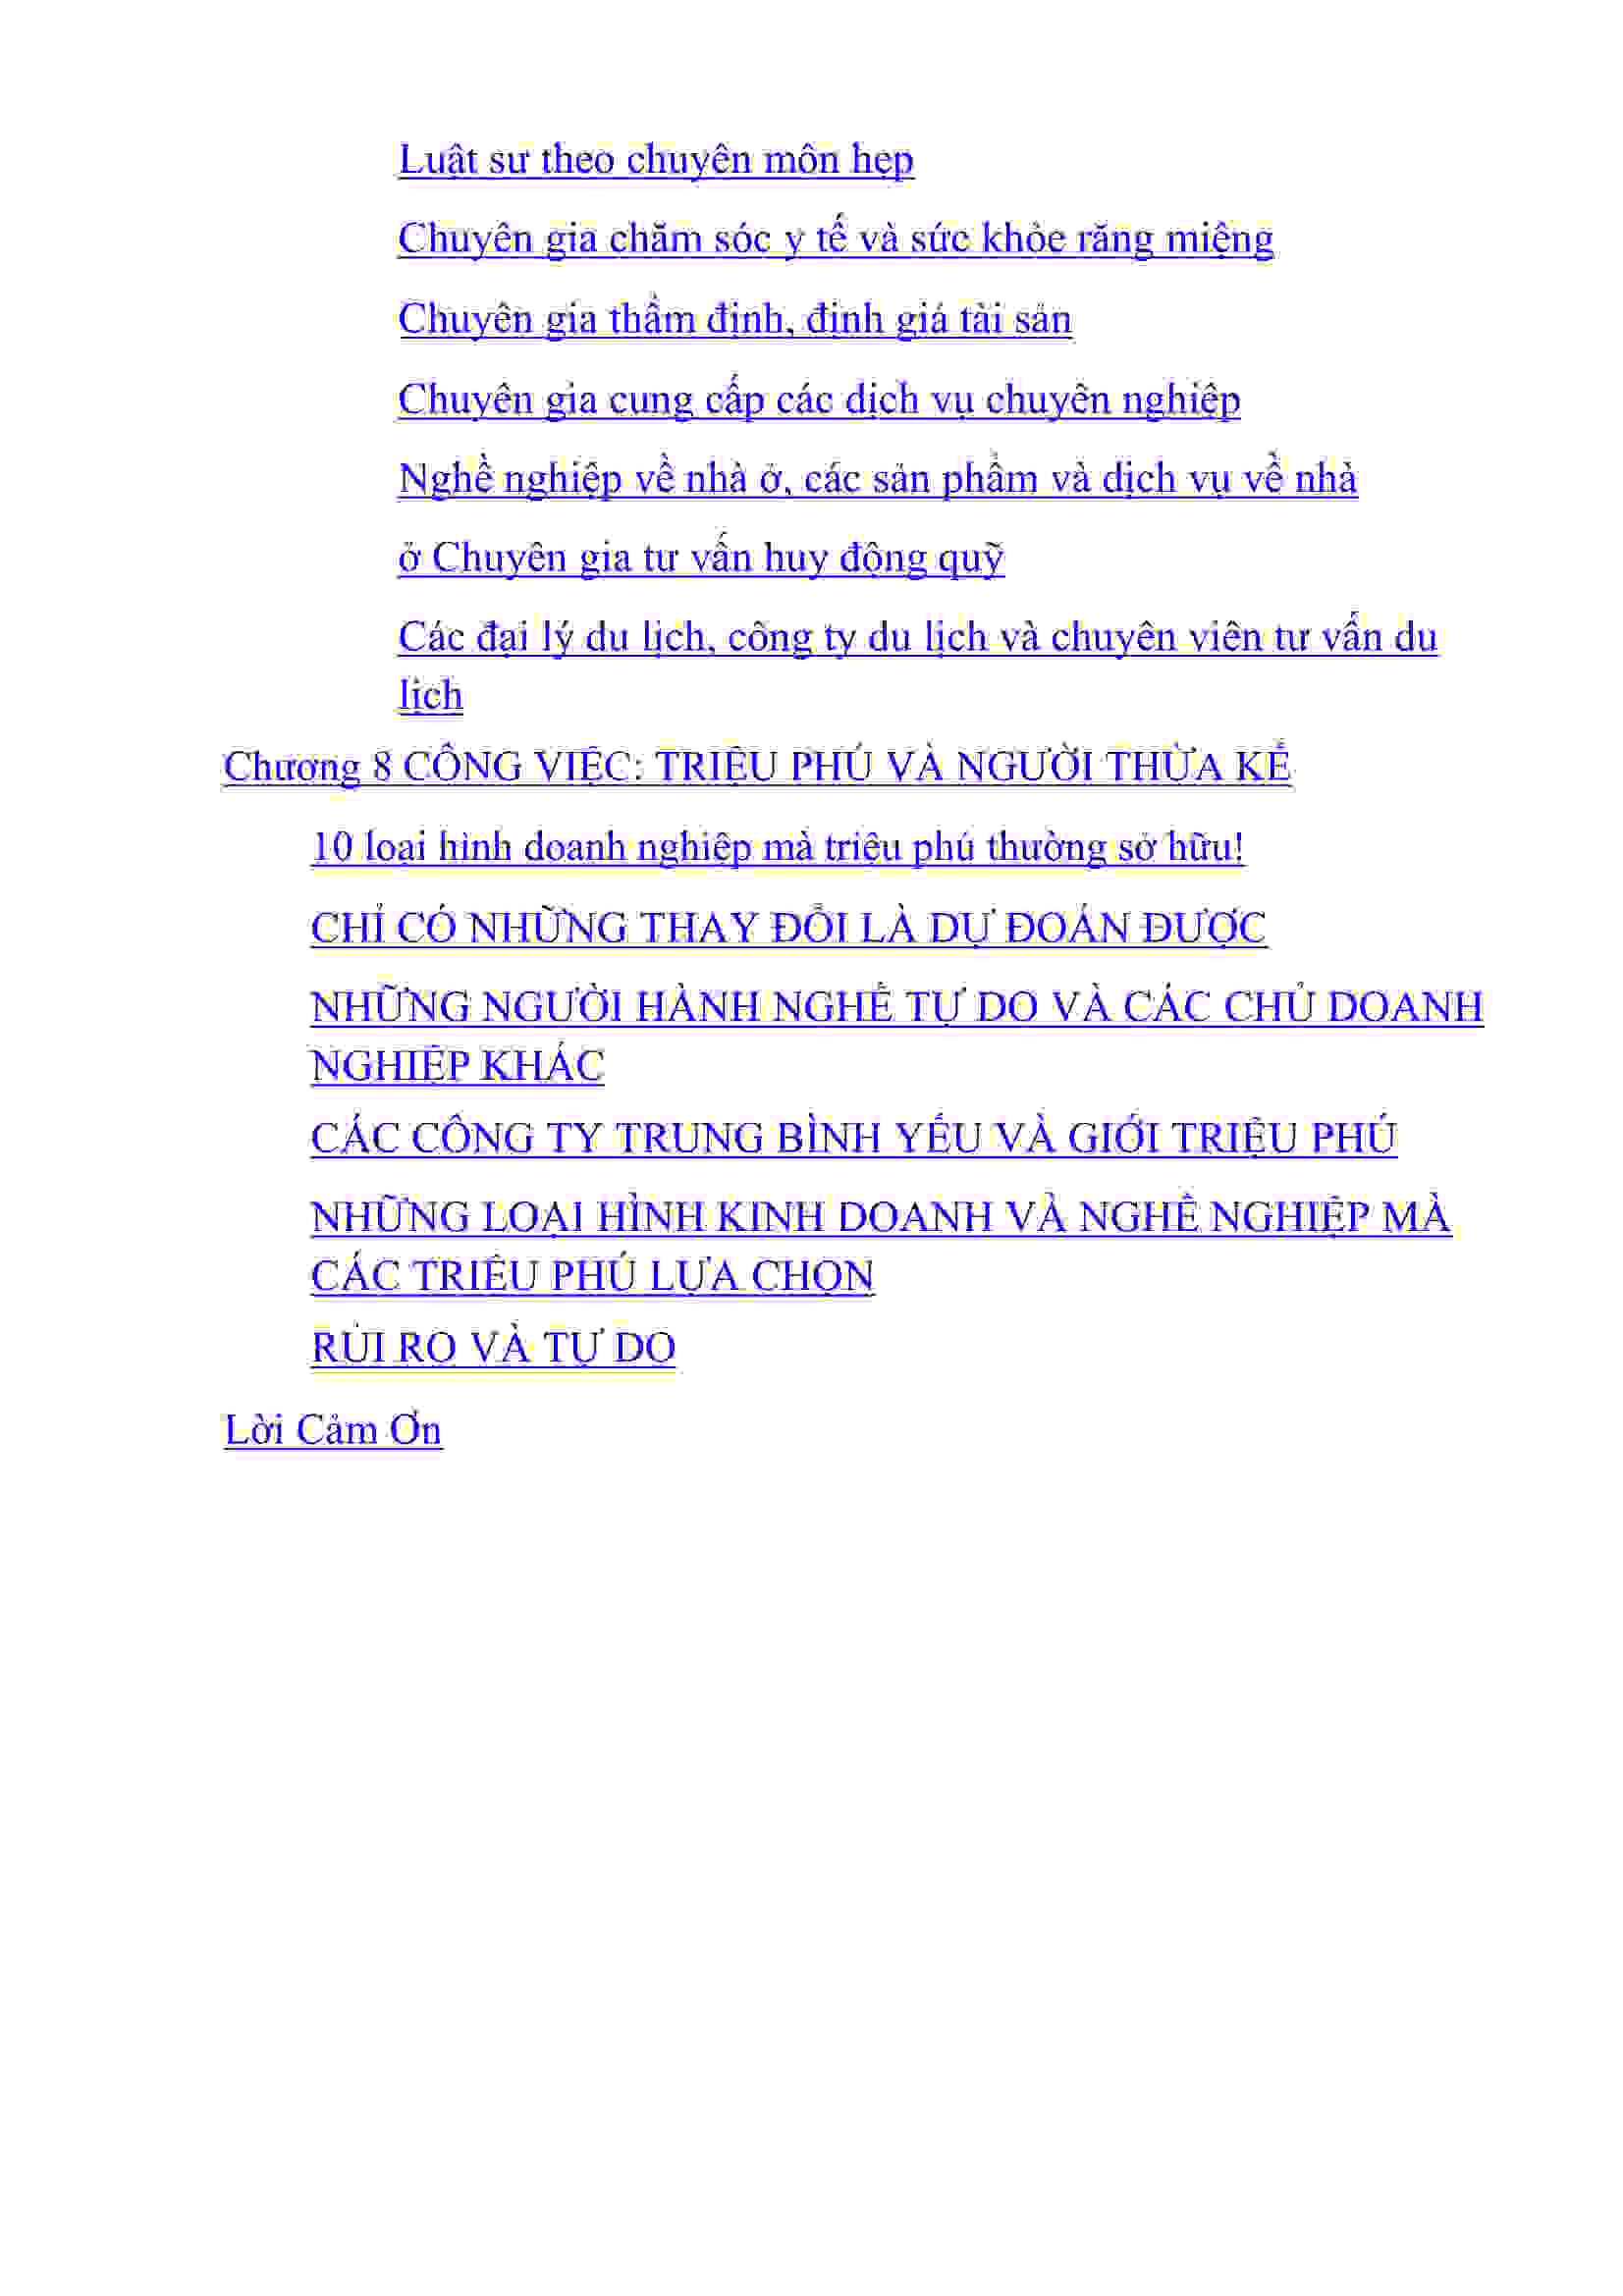 Luật sư theo chuyên môn hẹp
Chuyên gia chăm sóc y tế và sức khỏe răng miệng
Chuyên gia thẩm định, định giá tài sản
Chuyên gia cung cấp các dịch vụ chuyên nghiệp
Nghề nghiệp về nhà ở, các sản phẩm và dịch vụ về nhà
ở Chuyên gia tư vấn huy động quỹ
Các đại lý du lịch, công ty du lịch và chuyên viên tư vấn du
lịch
Chương 8 CÔNG VIỆC: TRIỆU PHÚ VÀ NGƯỜI THỪA KẾ
10 loại hình doanh nghiệp mà triệu phú thường sở hữu!
CHỈ CÓ NHỮNG THAY ĐỔI LÀ DỰ ĐOÁN ĐƯỢC
NHỮNG NGƯỜI HÀNH NGHỀ TỰ DO VÀ CÁC CHỦ DOANH
NGHIỆP KHÁC
CÁC CÔNG TY TRUNG BÌNH YẾU VÀ GIỚI TRIỆU PHÚ
NHỮNG LOẠI HÌNH KINH DOANH VÀ NGHỀ NGHIỆP MÀ
CÁC TRIỆU PHÚ LỰA CHỌN
RỦI RO VÀ TỰ DO
Lời Cảm Ơn